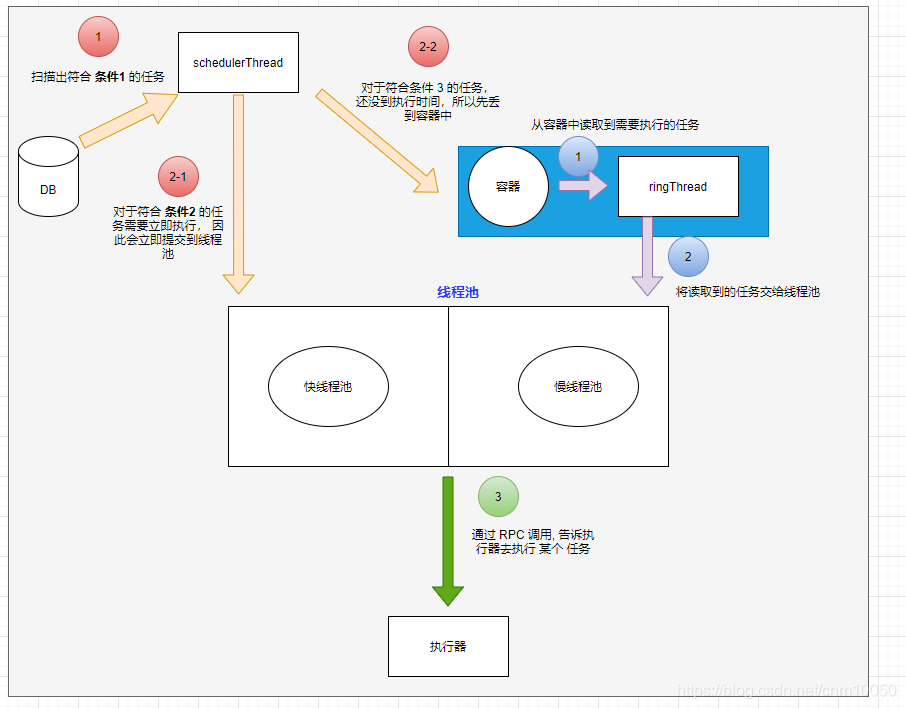 1
schedulerThread
扫描出符合 条件1 的任务
2-2
对于符合条件 3 的任务，
还没到执行时间，所以先丢
到容器中
DB
2-1
对于符合 条件2 的任
务需要立即执行， 因
此会立即提交到线程
池
从容器中读取到需要执行的任务
1
容器
ringThread
2
将读取到的任务交给线程池
线程池
快线程池
慢线程池
3
通过 RPC 调用, 告诉执
行器去执行 某个 任务
执行器
https://blog.csdn.net/cnm10050